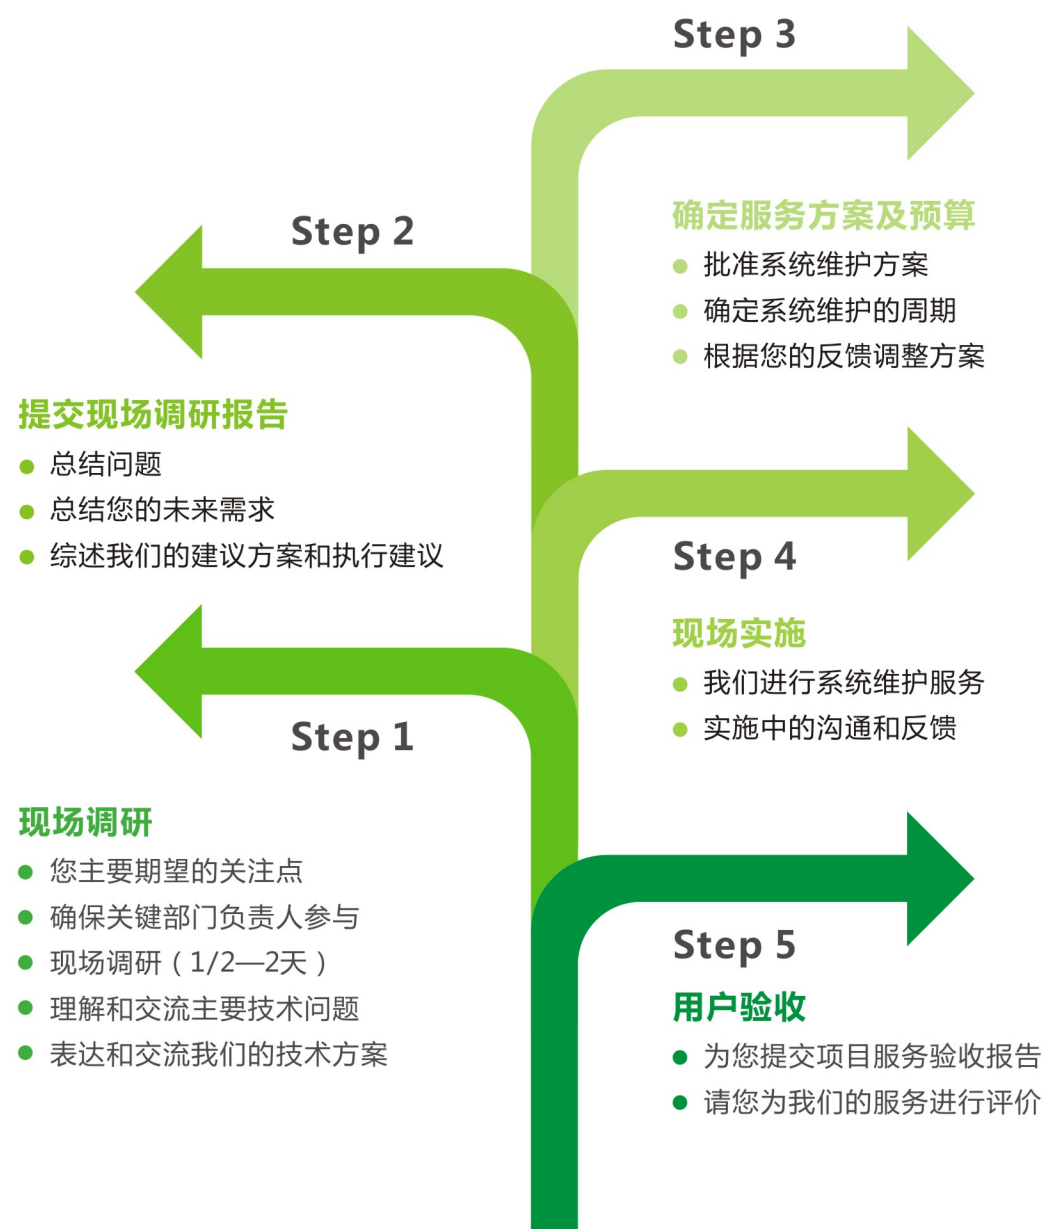 Step 3
确定服务方案及预算
批准系统维护方案
确定系统维护的周期
根据您的反馈调整方案
Step 2
提交现场调研报告
总结问题
总结您的未来需求
综述我们的建议方案和执行建议
Step 4
现场实施
我们进行系统维护服务
实施中的沟通和反馈
Step 1
现场调研
您主要期望的关注点
确保关键部门负责人参与
现场调研（1/2—2天）
理解和交流主要技术问题
表达和交流我们的技术方案
Step 5
用户验收
为您提交项目服务验收报告
请您为我们的服务进行评价